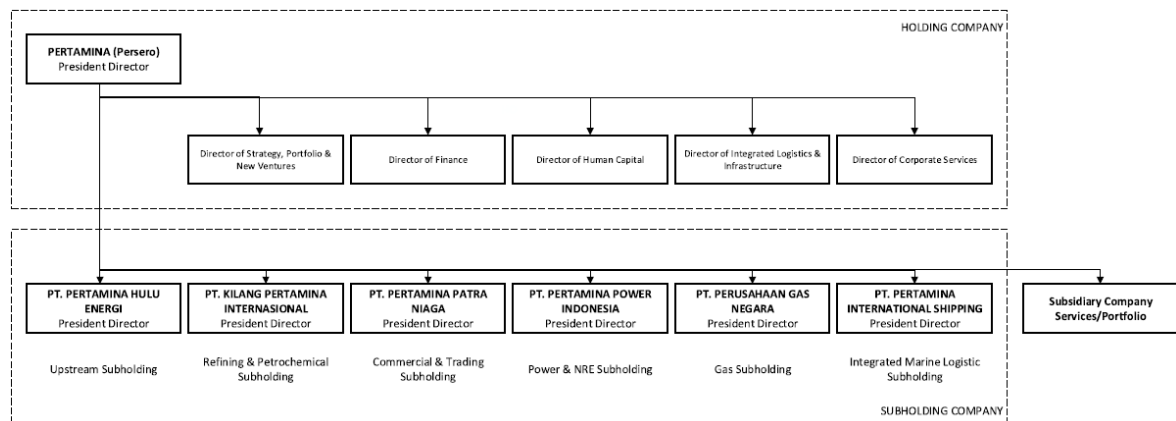 HOLDING COMPANY
PERTAMINA (Persero)
President Director
Director of Strategy, Portfolio &
New Ventures
Director of Finance
Director of Human Capital
Director of Integrated Logistics &
Infrastructure
Director of Corporate Services
PT. PERTAMINA HULU
ENERGI
President Director
PT. KILANG PERTAMINA
INTERNASIONAL
President Director
PT. PERTAMINA PATRA
NIAGA
President Director
PT. PERTAMINA POWER
INDONESIA
President Director
PT. PERUSAHAAN GAS
NEGARA
President Director
PT. PERTAMINA
INTERNATIONAL SHIPPING
President Director
Subsidiary Company
Services/Portfolio
Upstream Subholding
Refining & Petrochemical
Subholding
Commercial & Trading
Subholding
Power & NRE Subholding
Gas Subholding
Integrated Marine Logistic
Subholding
SUBHOLDING COMPANY